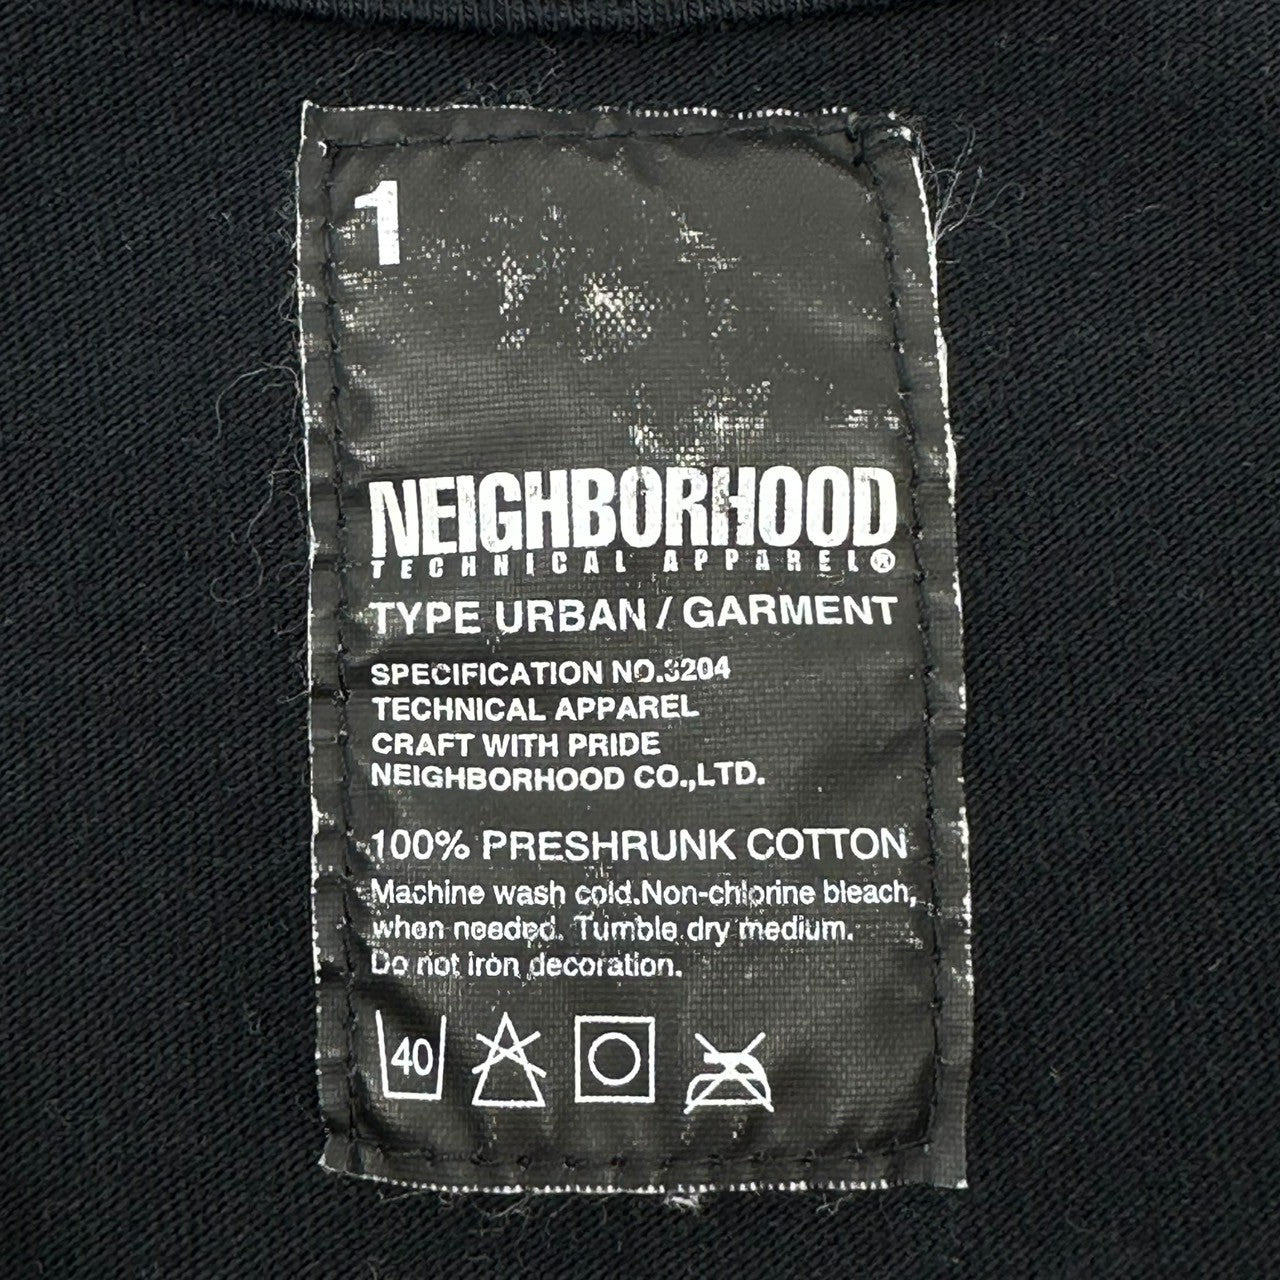 1
NEIGHBORHOOD
TECHNICAL APPAREL®
TYPE URBAN / GARMENT
SPECIFICATION NO.3204
TECHNICAL APPAREL
CRAFT WITH PRIDE
NEIGHBORHOOD CO.,LTD.
100% PRESHRUNK COTTON
Machine wash cold.Non-chlorine bleach,
when needed. Tumble dry medium.
Do not iron decoration.
40